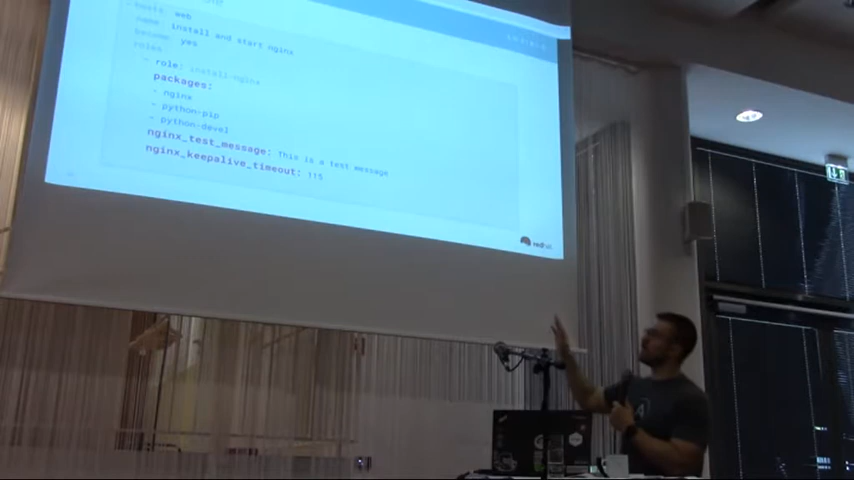 - hosts: web
name: install and start nginx
become: yes
roles:
- role: install-nginx
packages:
- nginx
- python-pip
- python-devel
nginx_test_message: This is a test message
nginx_keepalive_timeout: 115
redhat.